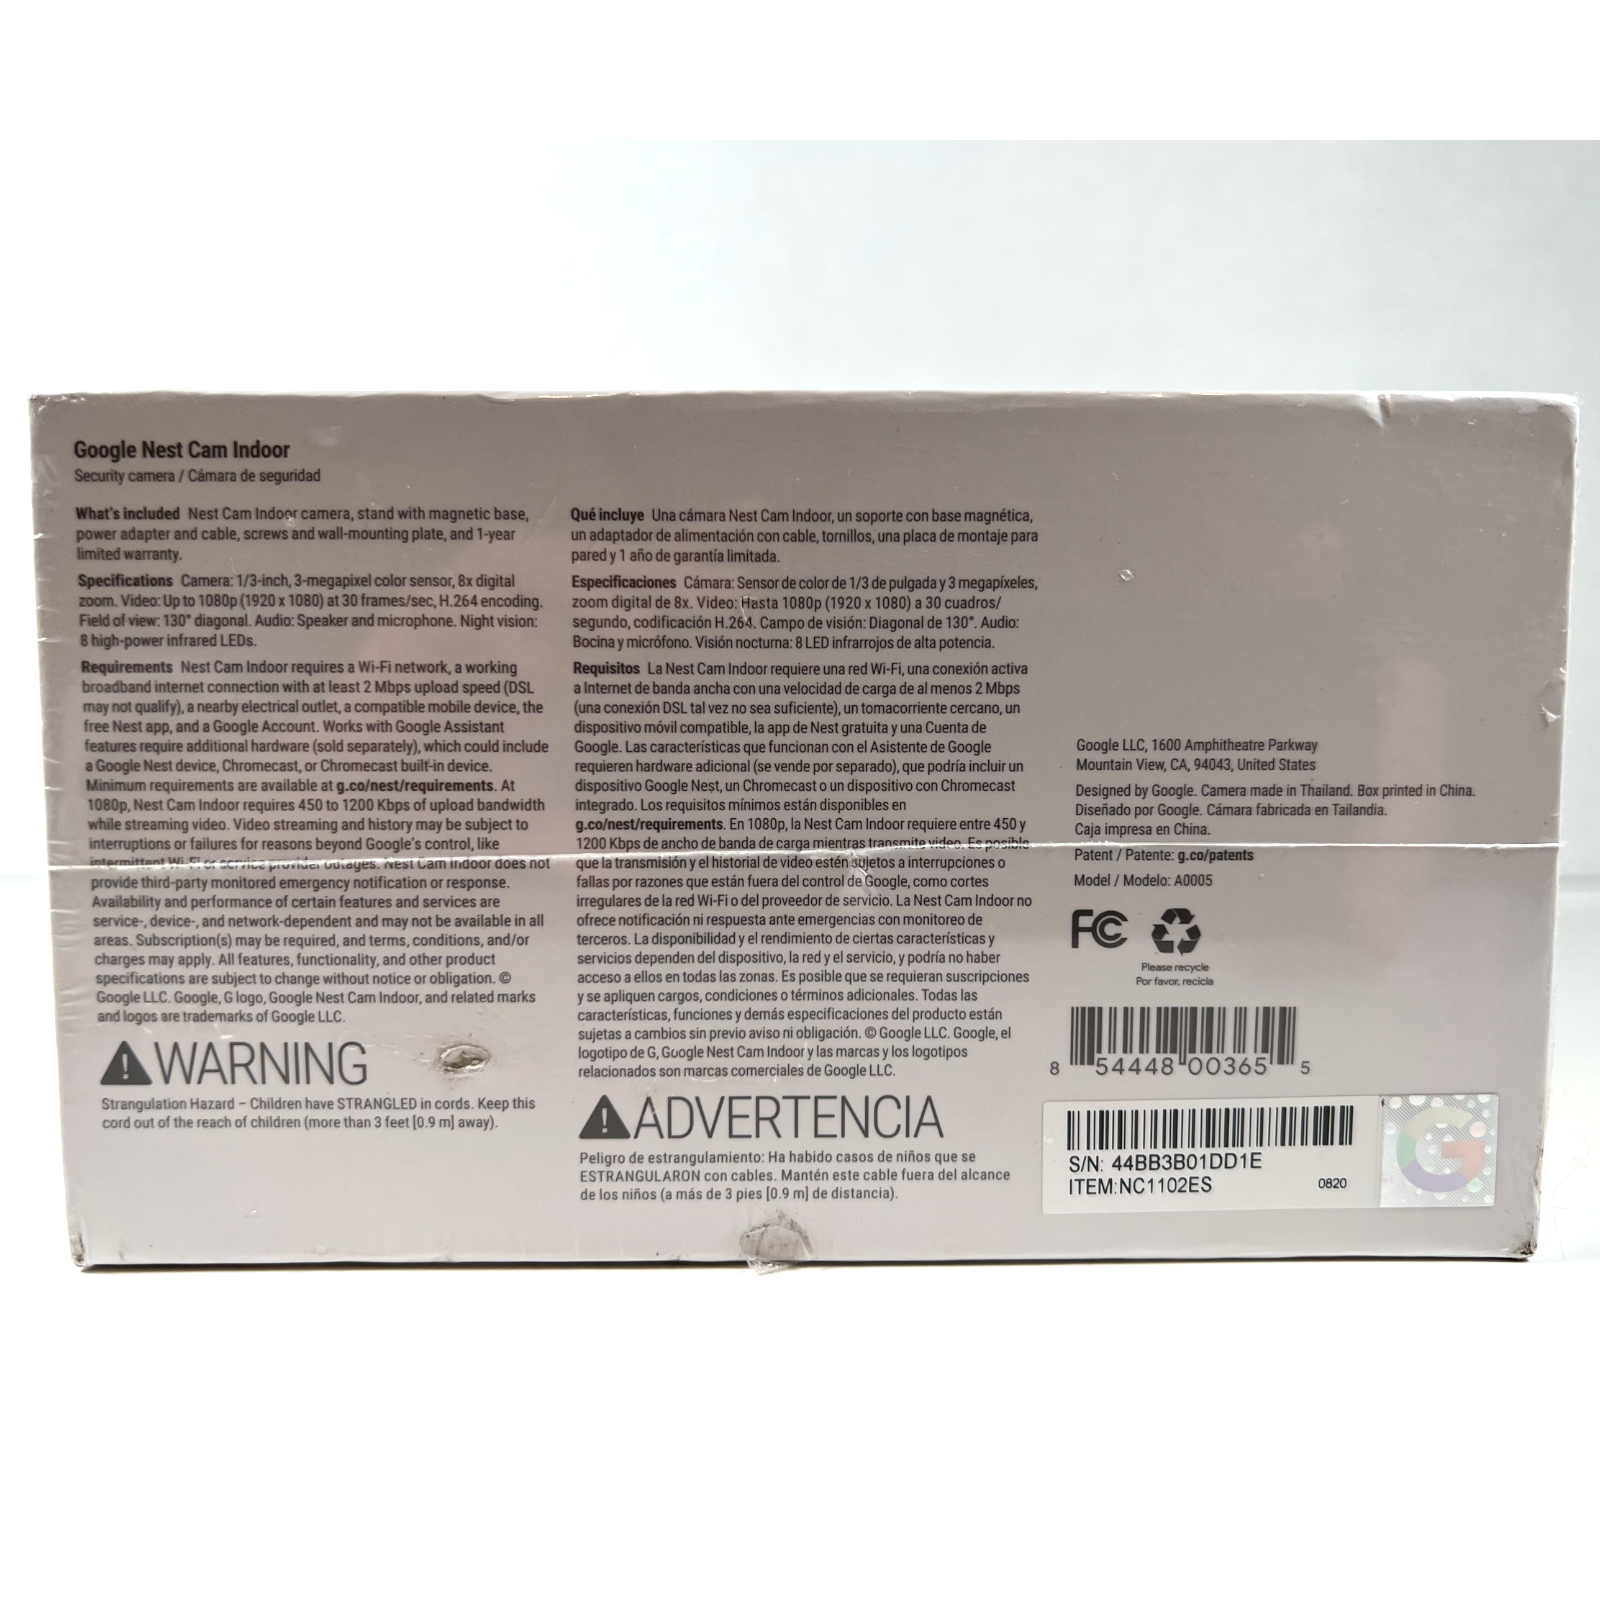 Google Nest Cam Indoor
Security camera / Cámara de seguridad
What's included Nest Cam Indoor camera, stand with magnetic base,
power adapter and cable, screws and wall-mounting plate, and 1-year
limited warranty.
Specifications Camera: 1/3-inch, 3-megapixel color sensor, 8x digital
zoom. Video: Up to 1080p (1920 x 1080) at 30 frames/sec, H.264 encoding.
Field of view: 130° diagonal. Audio: Speaker and microphone. Night vision:
8 high-power infrared LEDs.
Requirements Nest Cam Indoor requires a Wi-Fi network, a working
broadband internet connection with at least 2 Mbps upload speed (DSL
may not qualify), a nearby electrical outlet, a compatible mobile device, the
free Nest app, and a Google Account. Works with Google Assistant
features require additional hardware (sold separately), which could include
a Google Nest device, Chromecast, or Chromecast built-in device.
Minimum requirements are available at g.co/nest/requirements. At
1080p, Nest Cam Indoor requires 450 to 1200 Kbps of upload bandwidth
while streaming video. Video streaming and history may be subject to
interruptions or failures for reasons beyond Google's control, like
intermittent Wi-Fi or service provider outages. Nest Cam Indoor does not
provide third-party monitored emergency notification or response.
Availability and performance of certain features and services are
service-, device-, and network-dependent and may not be available in all
areas. Subscription(s) may be required, and terms, conditions, and/or
charges may apply. All features, functionality, and other product
specifications are subject to change without notice or obligation. ©
Google LLC. Google, G logo, Google Nest Cam Indoor, and related marks
and logos are trademarks of Google LLC.
WARNING
Strangulation Hazard – Children have STRANGLED in cords. Keep this
cord out of the reach of children (more than 3 feet [0.9 m] away).
Qué incluye Una cámara Nest Cam Indoor, un soporte con base magnética,
un adaptador de alimentación con cable, tornillos, una placa de montaje para
pared y 1 año de garantía limitada.
Especificaciones Cámara: Sensor de color de 1/3 de pulgada y 3 megapíxeles,
zoom digital de 8x. Video: Hasta 1080p (1920 x 1080) a 30 cuadros/
segundo, codificación H.264. Campo de visión: Diagonal de 130°. Audio:
Bocina y micrófono. Visión nocturna: 8 LED infrarrojos de alta potencia.
Requisitos La Nest Cam Indoor requiere una red Wi-Fi, una conexión activa
a Internet de banda ancha con una velocidad de carga de al menos 2 Mbps
(una conexión DSL tal vez no sea suficiente), un tomacorriente cercano, un
dispositivo móvil compatible, la app de Nest gratuita y una Cuenta de
Google. Las características que funcionan con el Asistente de Google
requieren hardware adicional (se vende por separado), que podría incluir un
dispositivo Google Nest, un Chromecast o un dispositivo con Chromecast
integrado. Los requisitos mínimos están disponibles en
g.co/nest/requirements. En 1080p, la Nest Cam Indoor requiere entre 450 y
1200 Kbps de ancho de banda de carga mientras transmite video. Es posible
que la transmisión y el historial de video estén sujetos a interrupciones o
fallas por razones que están fuera del control de Google, como cortes
irregulares de la red Wi-Fi o del proveedor de servicio. La Nest Cam Indoor no
ofrece notificación ni respuesta ante emergencias con monitoreo de
terceros. La disponibilidad y el rendimiento de ciertas características y
servicios dependen del dispositivo, la red y el servicio, y podría no haber
acceso a ellos en todas las zonas. Es posible que se requieran suscripciones
y se apliquen cargos, condiciones o términos adicionales. Todas las
características, funciones y demás especificaciones del producto están
sujetas a cambios sin previo aviso ni obligación. © Google LLC. Google, el
logotipo de G, Google Nest Cam Indoor y las marcas y los logotipos
relacionados son marcas comerciales de Google LLC.
ADVERTENCIA
Peligro de estrangulamiento: Ha habido casos de niños que se
ESTRANGULARON con cables. Mantén este cable fuera del alcance
de los niños (a más de 3 pies [0.9 m] de distancia).
Google LLC, 1600 Amphitheatre Parkway
Mountain View, CA, 94043, United States
Designed by Google. Camera made in Thailand. Box printed in China.
Diseñado por Google. Cámara fabricada en Tailandia.
Caja impresa en China.
Patent / Patente: g.co/patents
Model / Modelo: A0005
FC
Please recycle
Por favor, recicla
8 54448 00365 5
S/N: 44BB3B01DD1E
ITEM:NC1102ES 0820
G